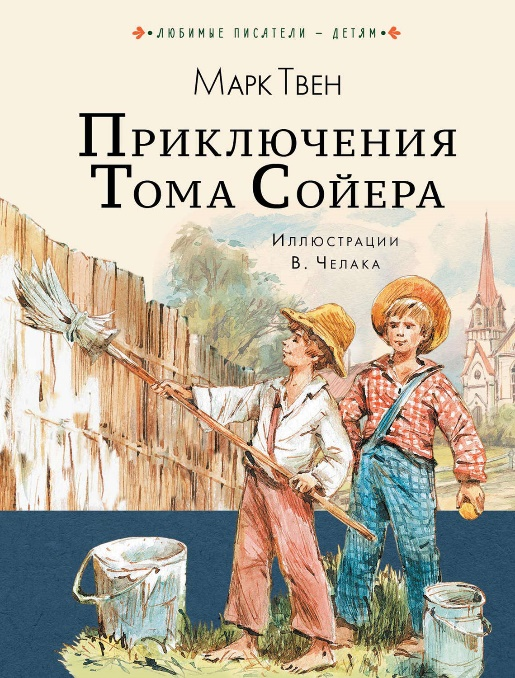 ЛЮБИМЫЕ ПИСАТЕЛИ – ДЕТЯМ
МАРК ТВЕН
ПРИКЛЮЧЕНИЯ
ТОМА СОЙЕРА
ИЛЛЮСТРАЦИИ
В. ЧЕЛАКА